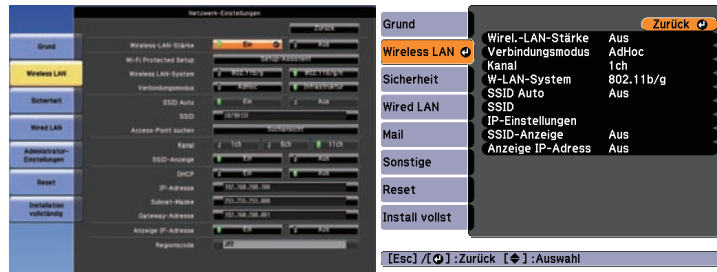 Netzwerk-Einstellungen
Zurück
Grund
Wireless LAN
Sicherheit
Wired LAN
Administrator-
Einstellungen
Reset
Installation
vollständig
Wireless-LAN-Stärke Ein Aus
Wi-Fi Protected Setup Setup-Assistent
Wireless LAN-System 802.11b/g 802.11b/g/n
Verbindungsmodus AdHoc Infrastruktur
SSID Auto Ein Aus
SSID
Access-Point suchen Suchansicht
Kanal 1ch 6ch 11ch
SSID-Anzeige Ein Aus
DHCP Ein Aus
IP-Adresse
Subnet-Maske
Gateway-Adresse
Anzeige IP-Adresse Ein Aus
Regionscode
Grund
Wireless LAN
Sicherheit
Wired LAN
Mail
Sonstige
Reset
Install vollst
Zurück
Wirel.-LAN-Stärke Aus
Verbindungsmodus AdHoc
Kanal 1ch
W-LAN-System 802.11b/g
SSID Auto Aus
SSID
IP-Einstellungen
SSID-Anzeige Aus
Anzeige IP-Adress Aus
[Esc] /[ ] :Zurück [ ] :Auswahl